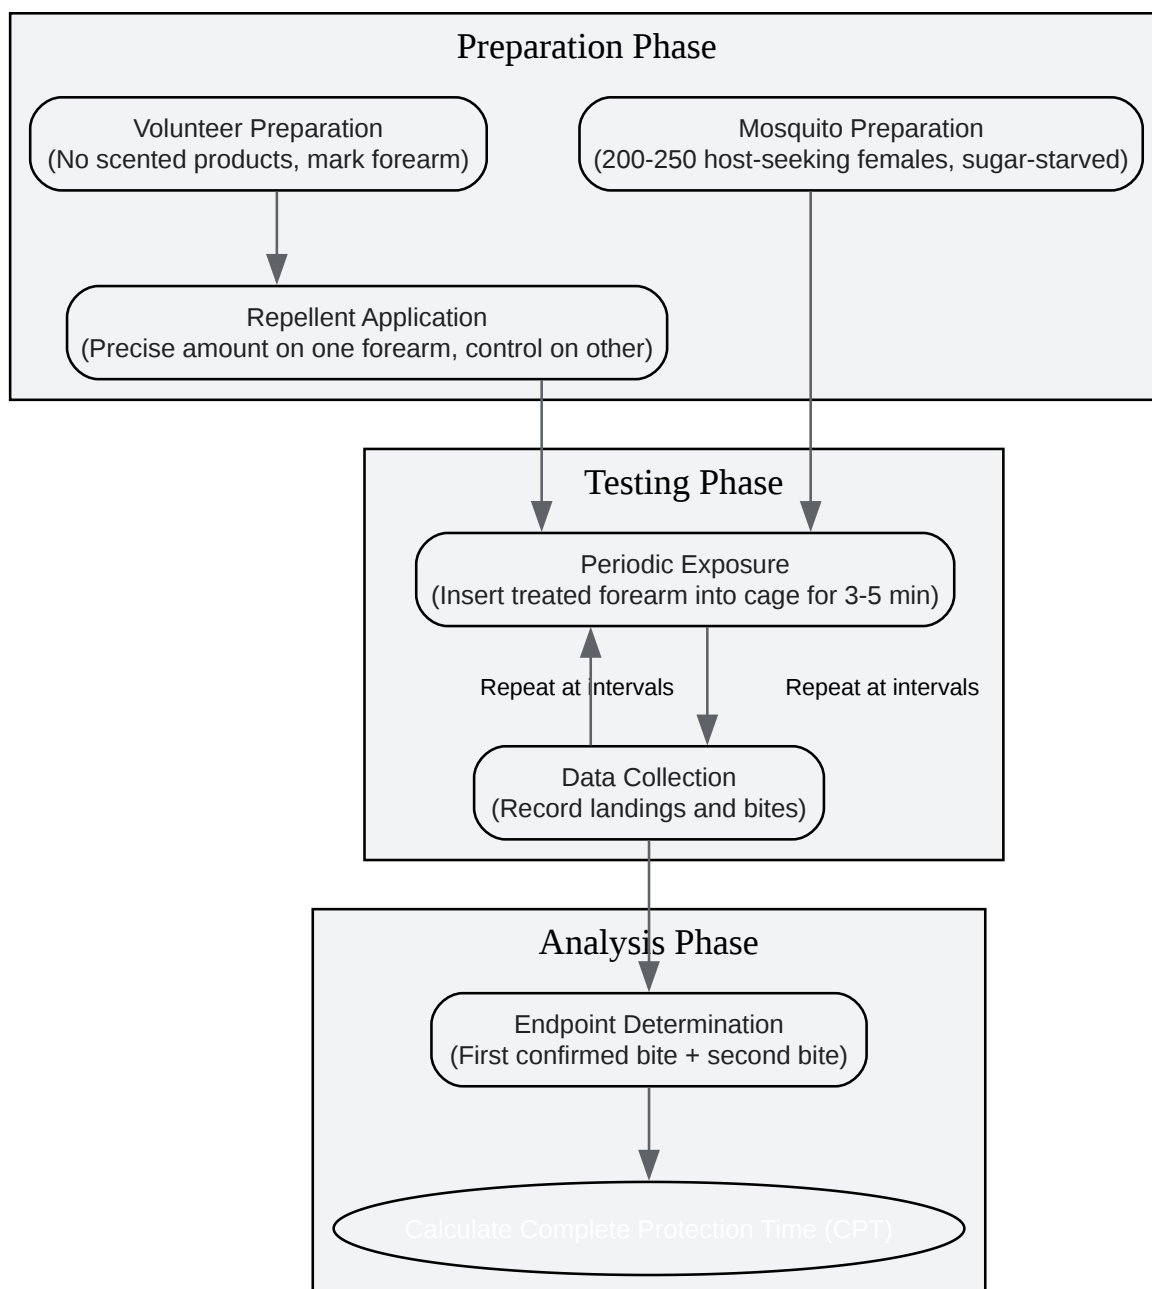 Preparation Phase
Volunteer Preparation
(No scented products, mark forearm)
Mosquito Preparation
(200-250 host-seeking females, sugar-starved)
Repellent Application
(Precise amount on one forearm, control on other)
Testing Phase
Periodic Exposure
(Insert treated forearm into cage for 3-5 min)
Repeat at intervals
Repeat at intervals
Data Collection
(Record landings and bites)
Analysis Phase
Endpoint Determination
(First confirmed bite + second bite)
Calculate Complete Protection Time (CPT)